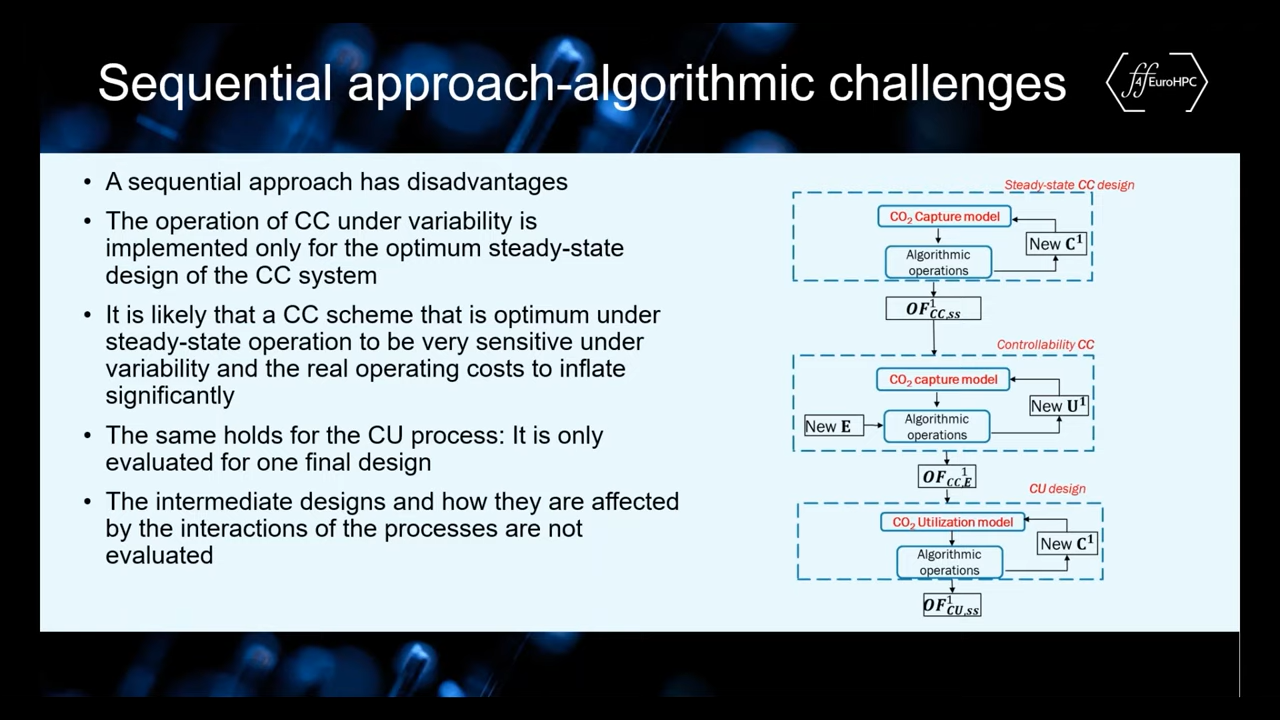 Sequential approach-algorithmic challenges
ff4EuroHPC
• A sequential approach has disadvantages
• The operation of CC under variability is
implemented only for the optimum steady-state
design of the CC system
• It is likely that a CC scheme that is optimum under
steady-state operation to be very sensitive under
variability and the real operating costs to inflate
significantly
• The same holds for the CU process: It is only
evaluated for one final design
• The intermediate designs and how they are affected
by the interactions of the processes are not
evaluated
Steady-state CC design
CO₂ Capture model
New C¹
Algorithmic
operations
OF¹CC,ss
Controllability CC
CO₂ capture model
New U¹
New E
Algorithmic
operations
OF¹CC,E
CU design
CO₂ Utilization model
New C¹
Algorithmic
operations
OF¹CU,ss